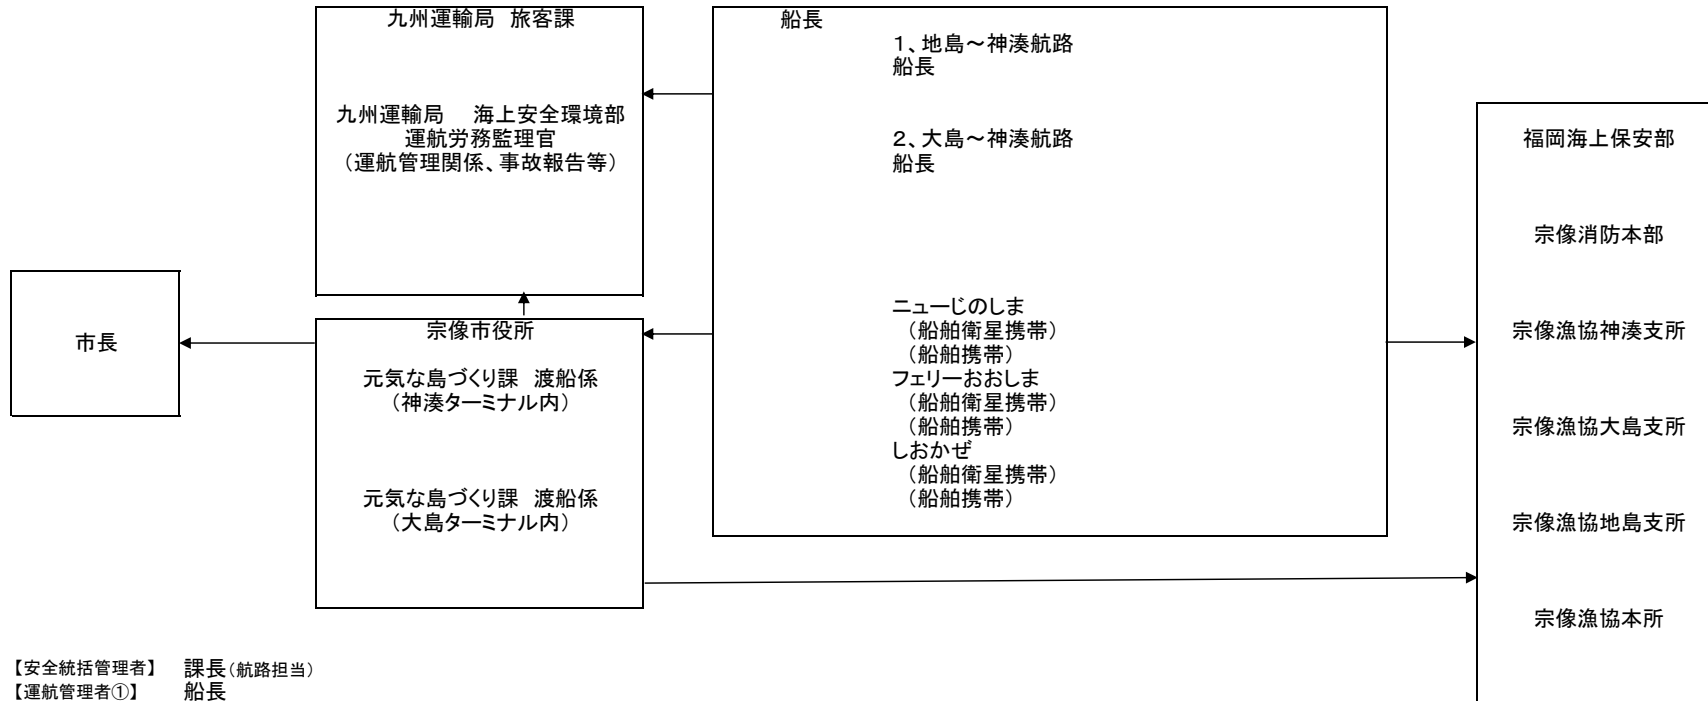 九州運輸局 旅客課
九州運輸局 海上安全環境部
運航労務監理官
(運航管理関係、事故報告等)
船長
1、地島～神湊航路
船長
2、大島～神湊航路
船長
ニューじのしま
(船舶衛星携帯)
(船舶携帯)
フェリーおおしま
(船舶衛星携帯)
(船舶携帯)
しおかぜ
(船舶衛星携帯)
(船舶携帯)
福岡海上保安部
宗像消防本部
宗像漁協神湊支所
宗像漁協大島支所
宗像漁協地島支所
宗像漁協本所
市長
宗像市役所
元気な島づくり課 渡船係
(神湊ターミナル内)
元気な島づくり課 渡船係
(大島ターミナル内)
【安全統括管理者】 課長(航路担当)
【運航管理者①】 船長